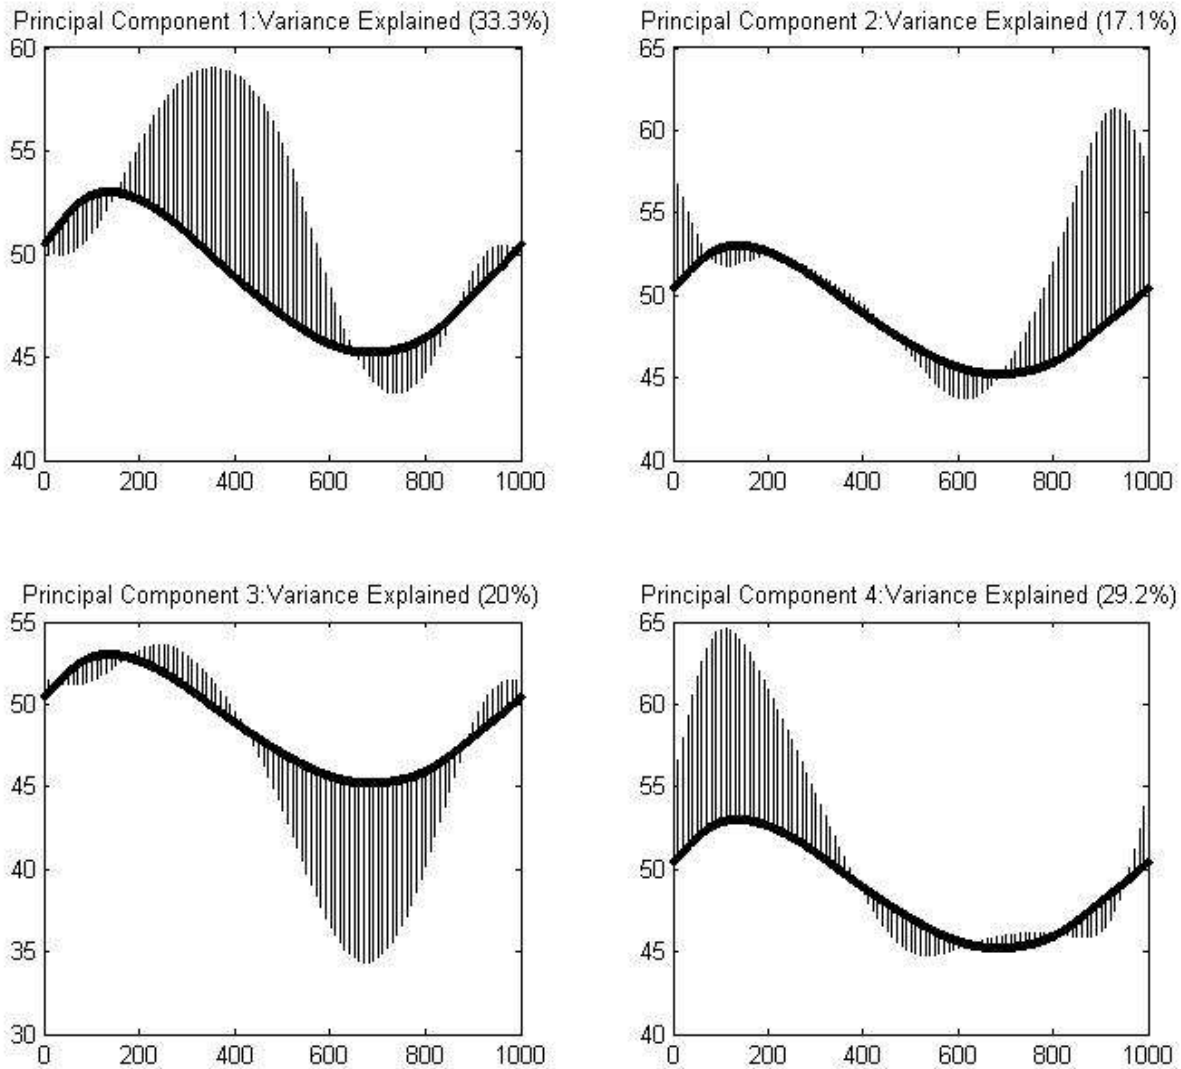 Principal Component 1:Variance Explained (33.3%)
60
55
50
45
40
0 200 400 600 800 1000
Principal Component 2:Variance Explained (17.1%)
65
60
55
50
45
40
0 200 400 600 800 1000
Principal Component 3:Variance Explained (20%)
55
50
45
40
35
30
0 200 400 600 800 1000
Principal Component 4:Variance Explained (29.2%)
65
60
55
50
45
40
0 200 400 600 800 1000